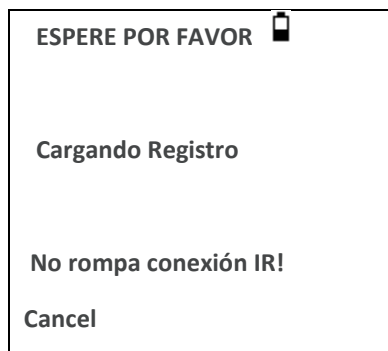 ESPERE POR FAVOR
Cargando Registro
No rompa conexión IR!
Cancel